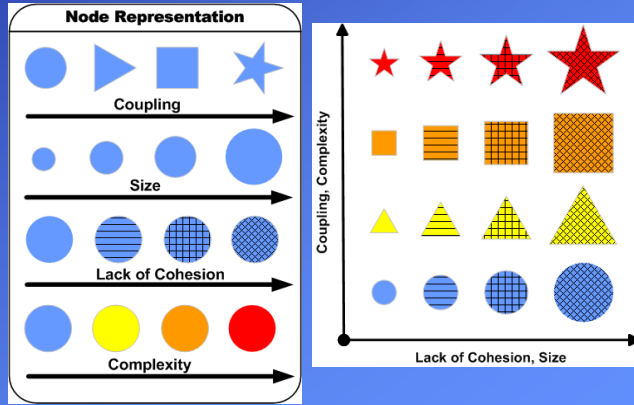 Node Representation
Coupling
Size
Lack of Cohesion
Complexity
Coupling, Complexity
Lack of Cohesion, Size